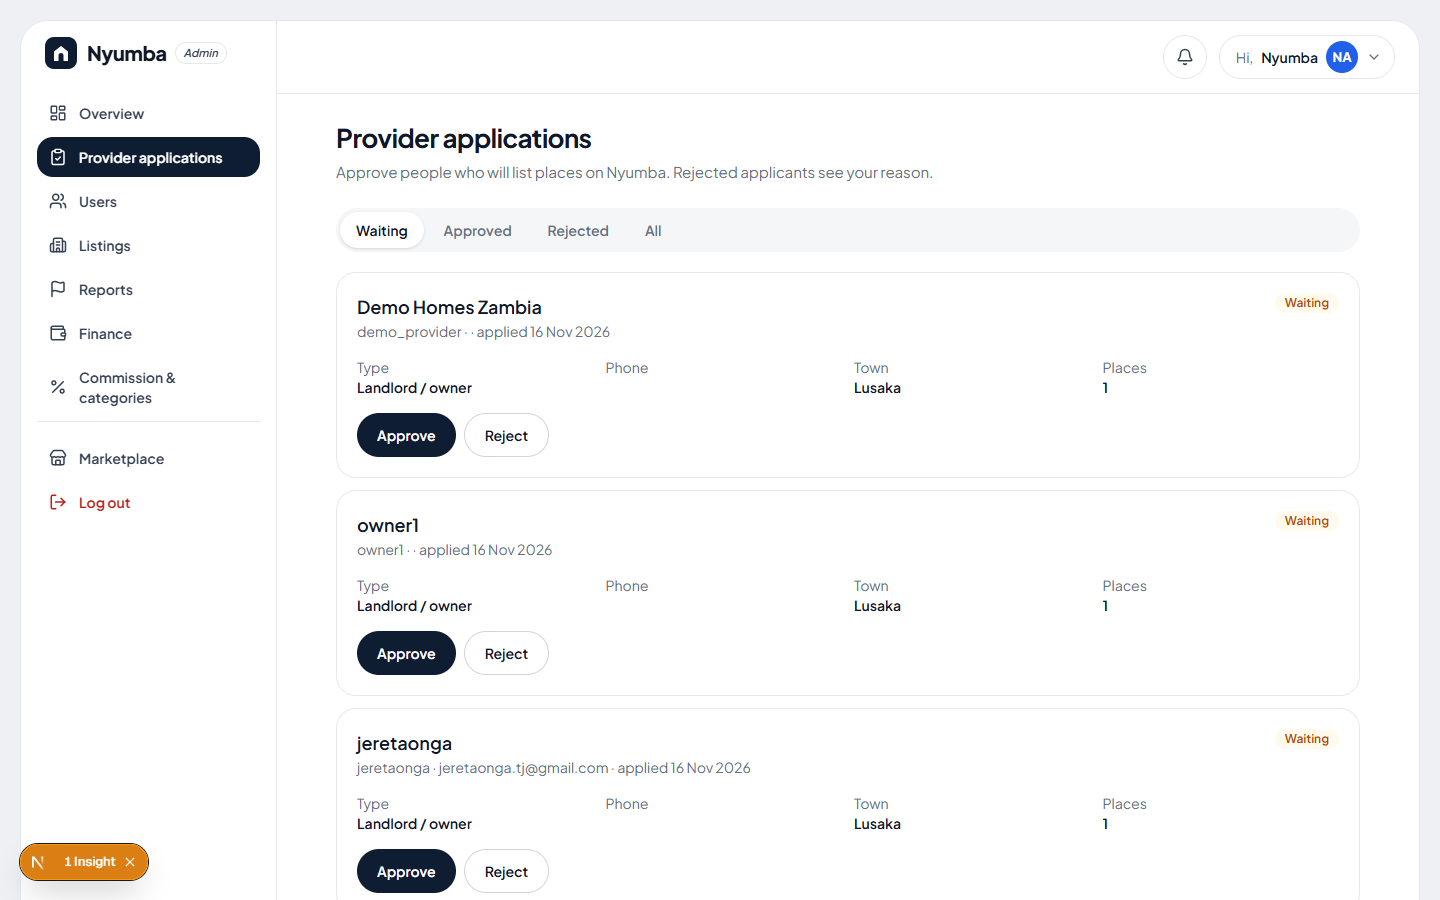 Nyumba Admin
Hi, Nyumba NA
Overview
Provider applications
Users
Listings
Reports
Finance
Commission &
categories
Marketplace
Log out
1 Insight
Provider applications
Approve people who will list places on Nyumba. Rejected applicants see your reason.
Waiting Approved Rejected All
Demo Homes Zambia Waiting
demo_provider · · applied 16 Nov 2026
Type Phone Town Places
Landlord / owner Lusaka 1
Approve Reject
owner1 Waiting
owner1 · · applied 16 Nov 2026
Type Phone Town Places
Landlord / owner Lusaka 1
Approve Reject
jeretaonga Waiting
jeretaonga · jeretaonga.tj@gmail.com · applied 16 Nov 2026
Type Phone Town Places
Landlord / owner Lusaka 1
Approve Reject